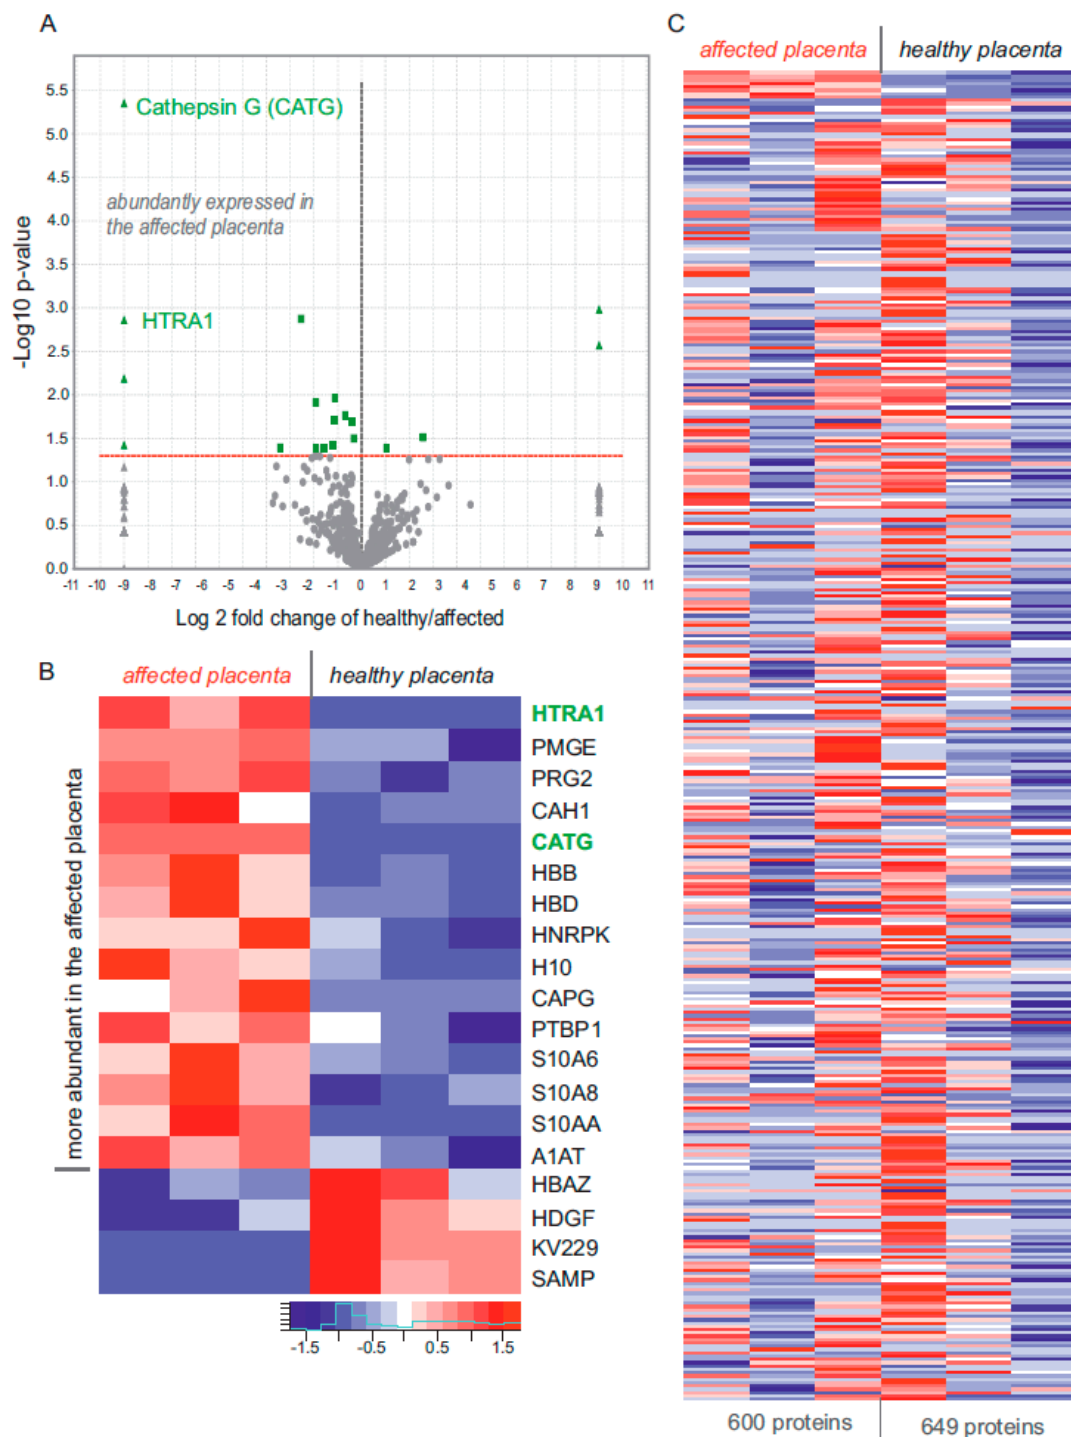 A
5.5
Cathepsin G (CATG)
5.0
4.5
abundantly expressed in
the affected placenta
4.0
3.5
3.0
HTRA1
2.5
2.0
1.5
1.0
0.5
0.0
-Log10 p-value
-11 -10 -9 -8 -7 -6 -5 -4 -3 -2 -1 0 1 2 3 4 5 6 7 8 9 10 11
Log 2 fold change of healthy/affected
B
affected placenta healthy placenta
more abundant in the affected placenta
HTRA1
PMGE
PRG2
CAH1
CATG
HBB
HBD
HNRPK
H10
CAPG
PTBP1
S10A6
S10A8
S10AA
A1AT
HBAZ
HDGF
KV229
SAMP
-1.5 -0.5 0.5 1.5
C
affected placenta healthy placenta
600 proteins 649 proteins